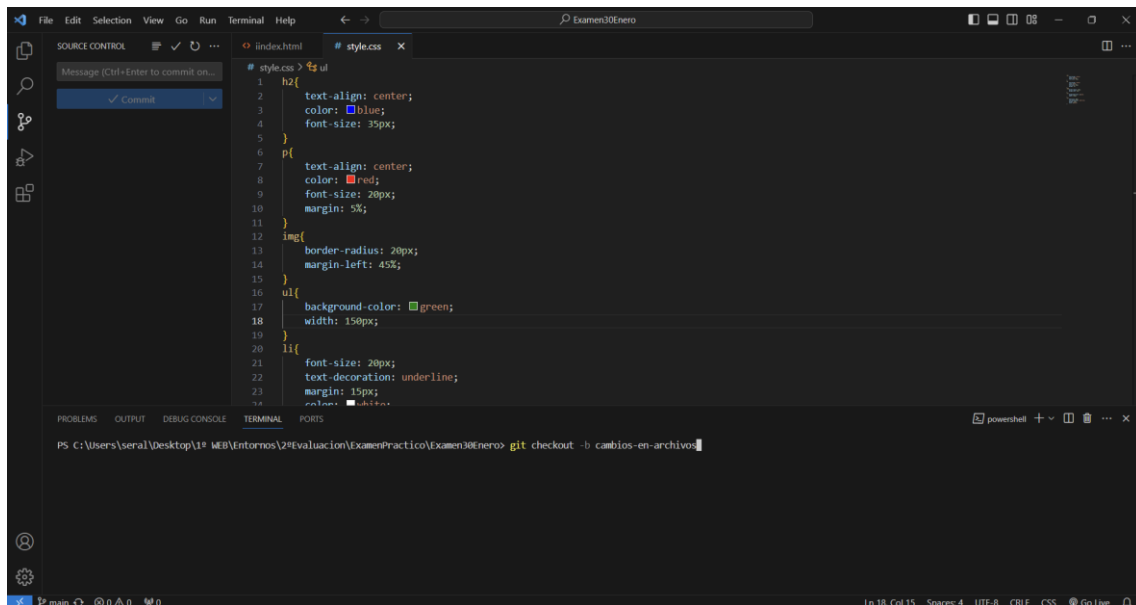 File Edit Selection View Go Run Terminal Help
Examen30Enero
SOURCE CONTROL
iindex.html
# style.css
Message (Ctrl+Enter to commit on...
Commit
# style.css > ul
1 h2{
2 text-align: center;
3 color: blue;
4 font-size: 35px;
5 }
6 p{
7 text-align: center;
8 color: red;
9 font-size: 20px;
10 margin: 5%;
11 }
12 img{
13 border-radius: 20px;
14 margin-left: 45%;
15 }
16 ul{
17 background-color: green;
18 width: 150px;
19 }
20 li{
21 font-size: 20px;
22 text-decoration: underline;
23 margin: 15px;
24 color: white;
PROBLEMS OUTPUT DEBUG CONSOLE TERMINAL PORTS
powershell
PS C:\Users\seral\Desktop\1º WEB\Entornos\2ºEvaluacion\ExamenPractico\Examen30Enero> git checkout -b cambios-en-archivos
main 0 0 0 Ln 18, Col 15 Spaces: 4 UTF-8 CRLF CSS Go Live